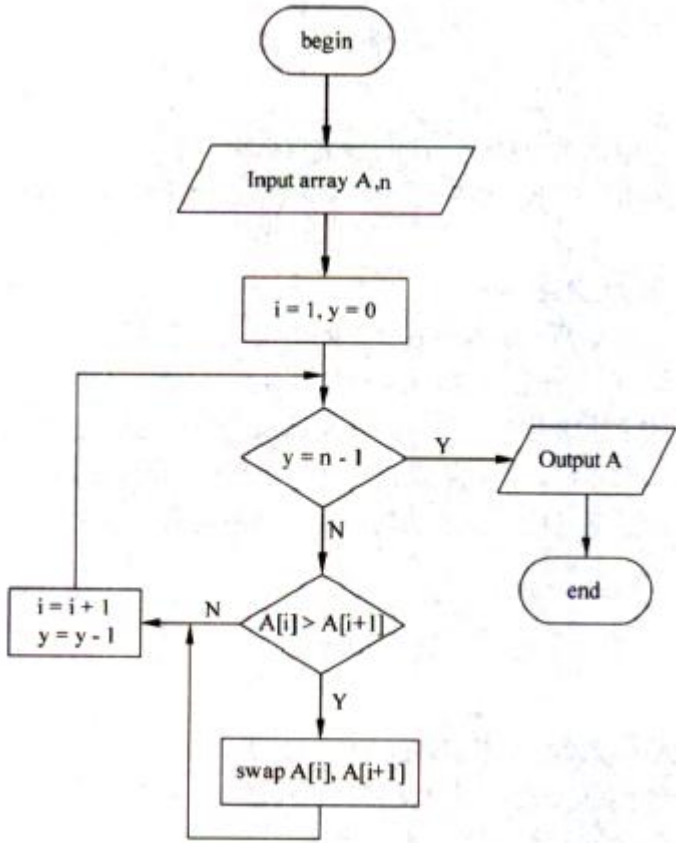 begin
Input array A ,n
i = 1, y = 0
y = n - 1
Y
Output A
end
N
A[i] > A[i+1]
N
i = i + 1
y = y - 1
Y
swap A[i], A[i+1]